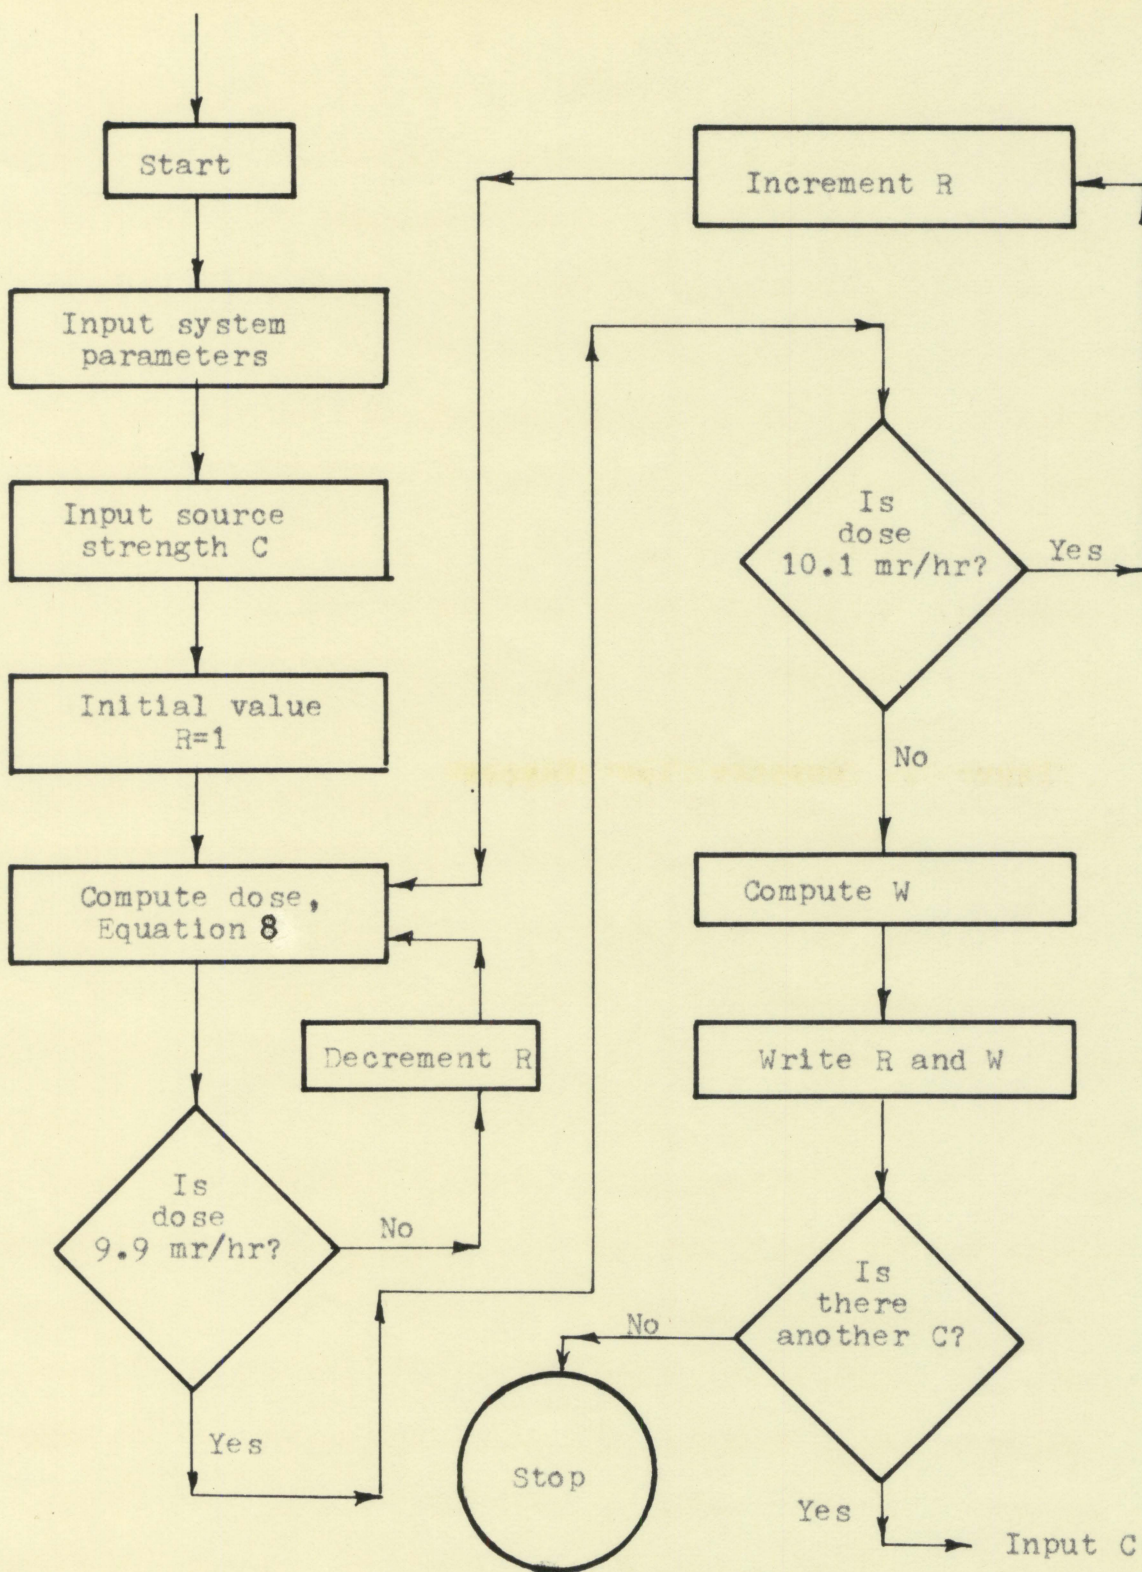 Start
Input system
parameters
Input source
strength C
Initial value
R=1
Compute dose,
Equation 8
Decrement R
Is
dose
9.9 mr/hr?
No
Yes
Increment R
Is
dose
10.1 mr/hr?
Yes
No
Compute W
Write R and W
Is
there
another C?
No
Stop
Yes
Input C